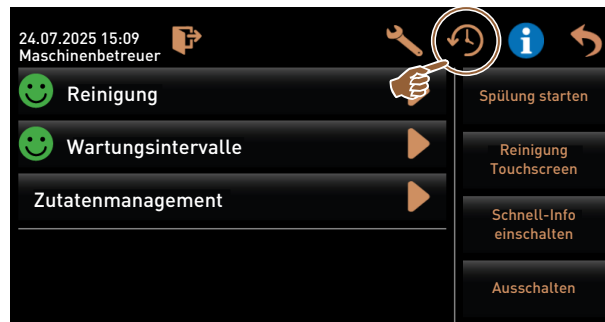 24.07.2025 15:09
Maschinenbetreuer
Reinigung
Wartungsintervalle
Zutatenmanagement
Spülung starten
Reinigung
Touchscreen
Schnell-Info
einschalten
Ausschalten